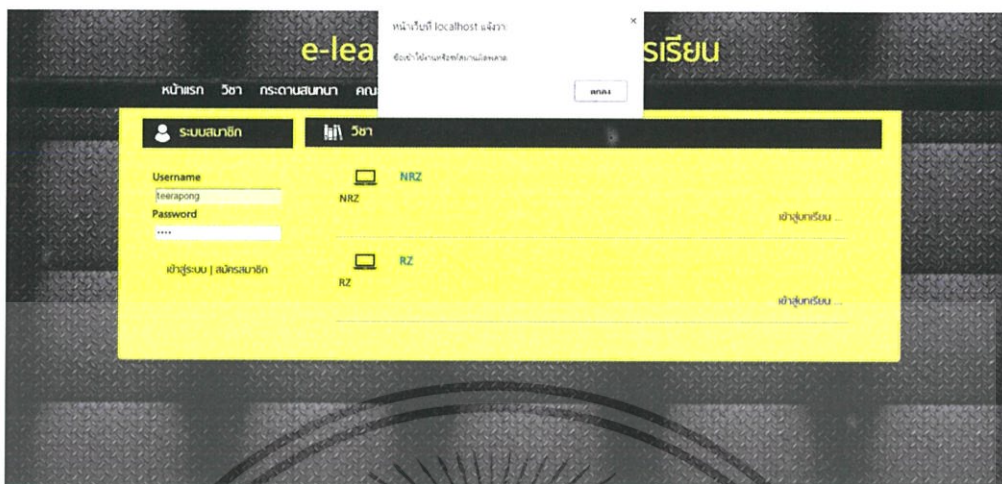 หน้าเว็บที่ localhost แจ้งว่า:
×
ตกลง
e-lea
รเรียน
หน้าแรก วิชา กระดานสนทนา คณ
ระบบสมาชิก
วิชา
Username
teerapong
Password
••••
เข้าสู่ระบบ | สมัครสมาชิก
NRZ
NRZ
เข้าสู่บทเรียน ...
RZ
RZ
เข้าสู่บทเรียน ...